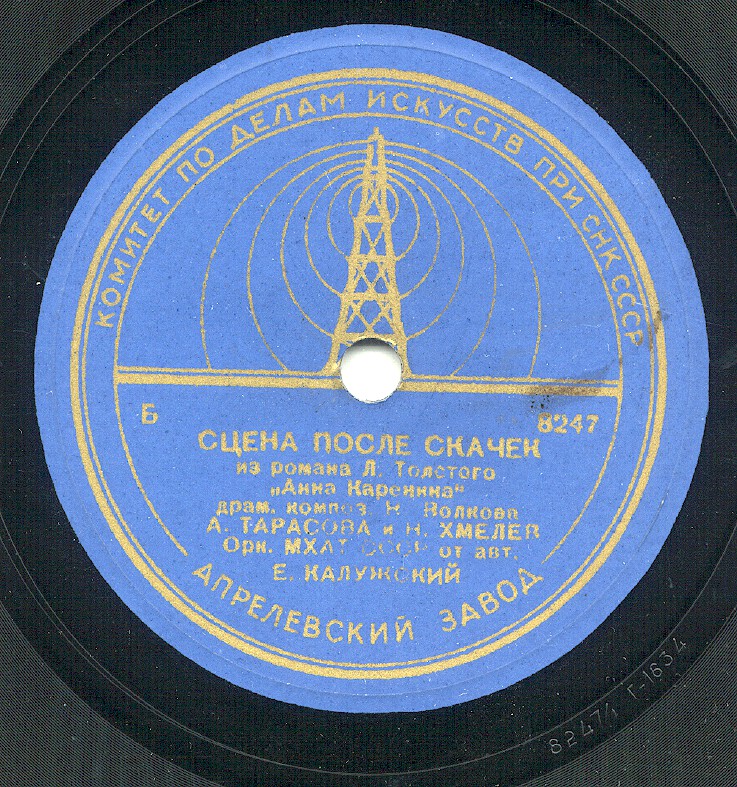 КОМИТЕТ ПО ДЕЛАМ ИСКУССТВ ПРИ СНК СССР
Б 8247
СЦЕНА ПОСЛЕ СКАЧЕК
из романа Л. Толстого
„Анна Каренина“
драм. композ. Н. Волкова
А. ТАРАСОВА и Н. ХМЕЛЕВ
Орк. МХАТ СССР от авт.
Е. КАЛУЖСКИЙ
АПРЕЛЕВСКИЙ ЗАВОД
8247/1 Г-1634